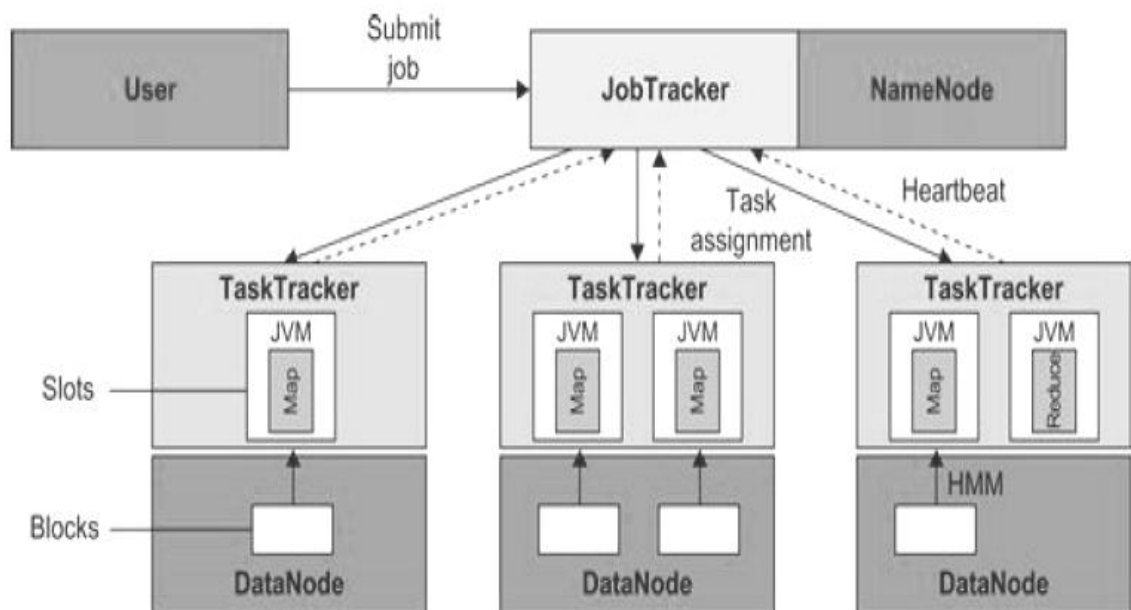 Submit
job
User
JobTracker
NameNode
Heartbeat
Task
assignment
TaskTracker
TaskTracker
TaskTracker
JVM
JVM
JVM
JVM
JVM
Slots
Map
Map
Map
Map
Reduce
HMM
Blocks
DataNode
DataNode
DataNode